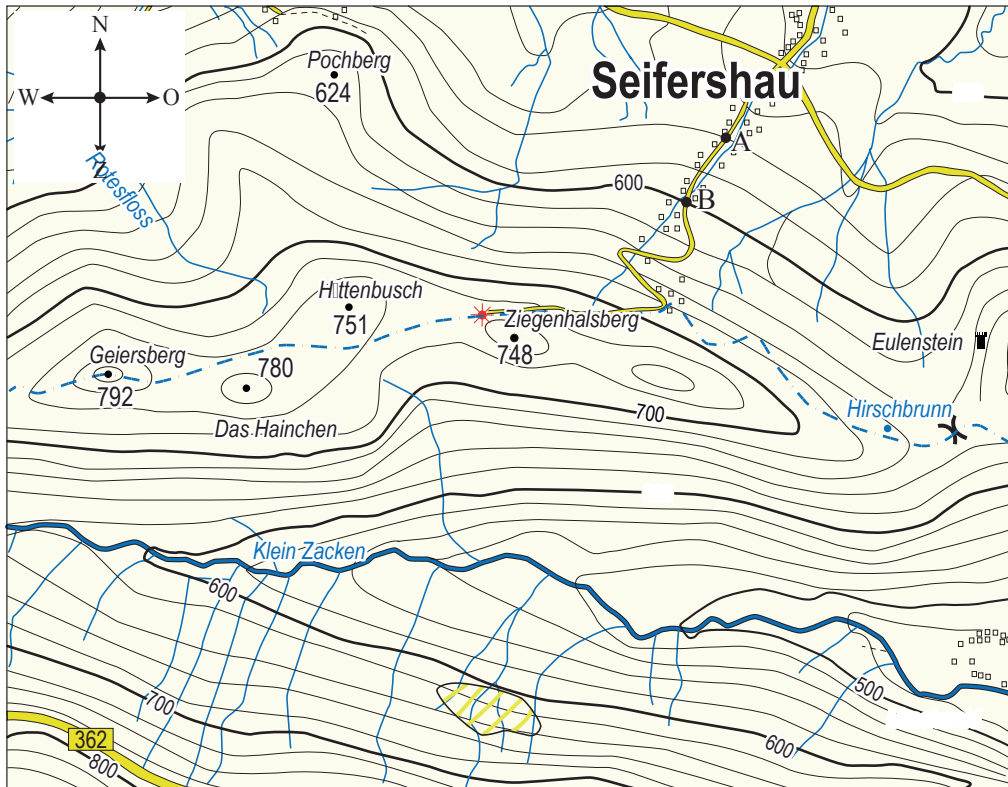 N
W
O
Z
Pochberg
624
Seifershau
A
B
600
Rotesfloss
Httenbusch
751
Ziegenhalsberg
748
Eulenstein
Geiersberg
792
780
Das Hainchen
700
Hirschbrunn
Klein Zacken
600
700
362
800
500
600